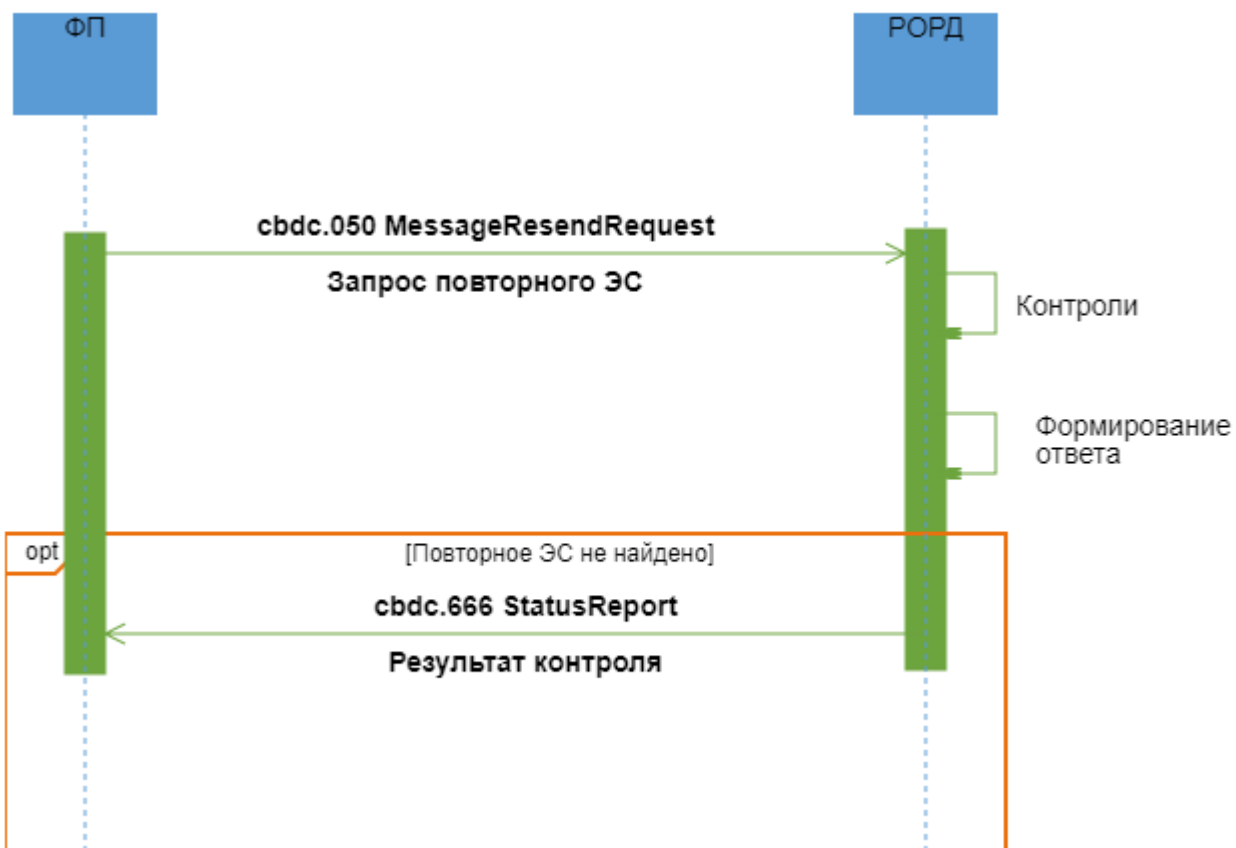 ФП
РОРД
cbdc.050 MessageResendRequest
Запрос повторного ЭС
Контроли
Формирование
ответа
opt
[Повторное ЭС не найдено]
cbdc.666 StatusReport
Результат контроля